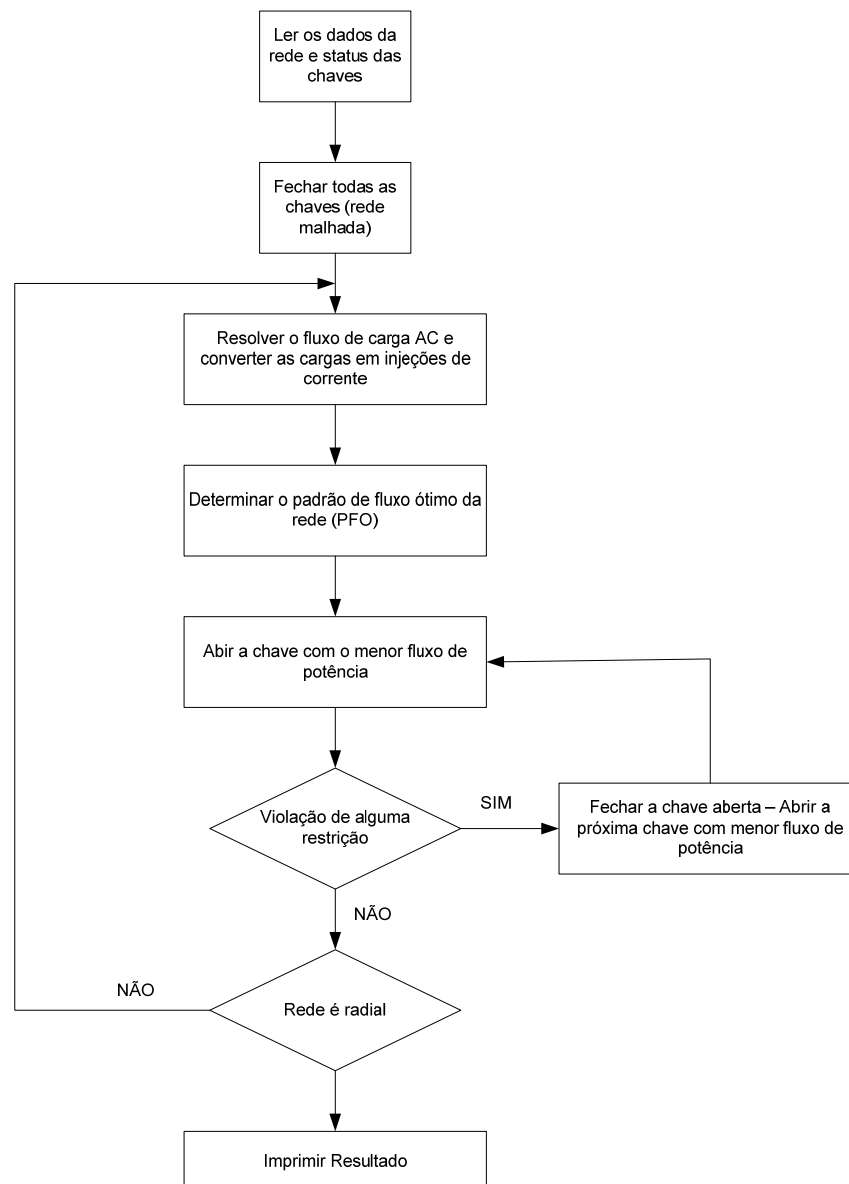 Ler os dados da
rede e status das
chaves
Fechar todas as
chaves (rede
malhada)
Resolver o fluxo de carga AC e
converter as cargas em injeções de
corrente
Determinar o padrão de fluxo ótimo da
rede (PFO)
Abir a chave com o menor fluxo de
potência
Violação de alguma
restrição
SIM
Fechar a chave aberta – Abrir a
próxima chave com menor fluxo de
potência
NÃO
Rede é radial
NÃO
Imprimir Resultado